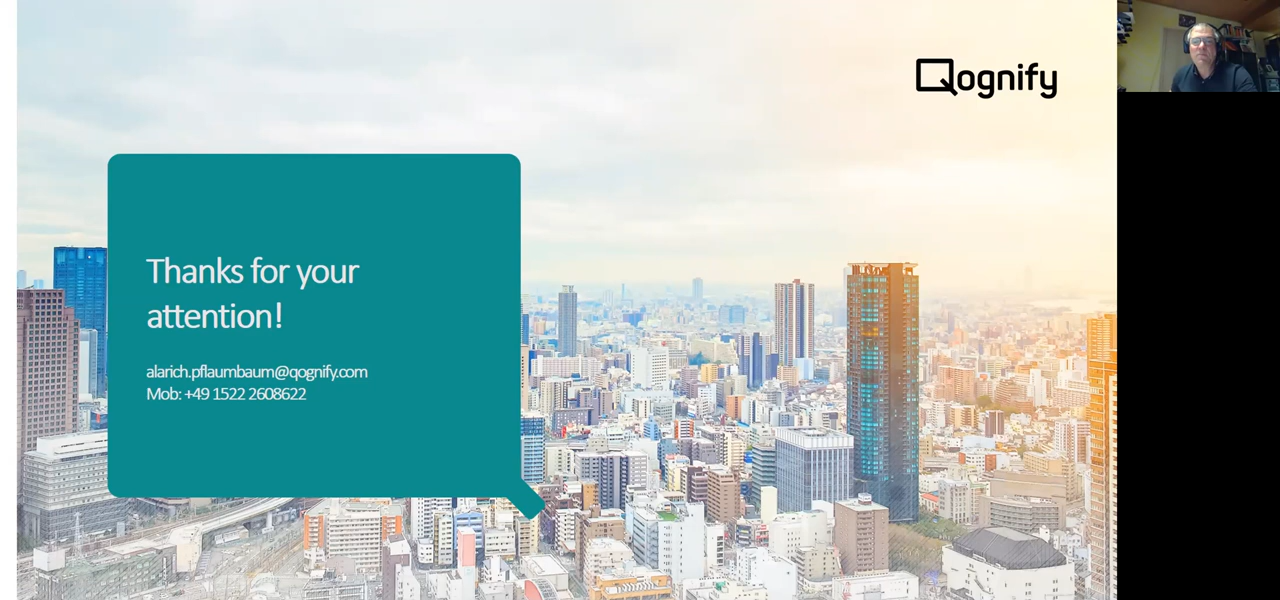 Qognify
Thanks for your
attention!
alarich.pflaumbaum@qognify.com
Mob: +49 1522 2608622